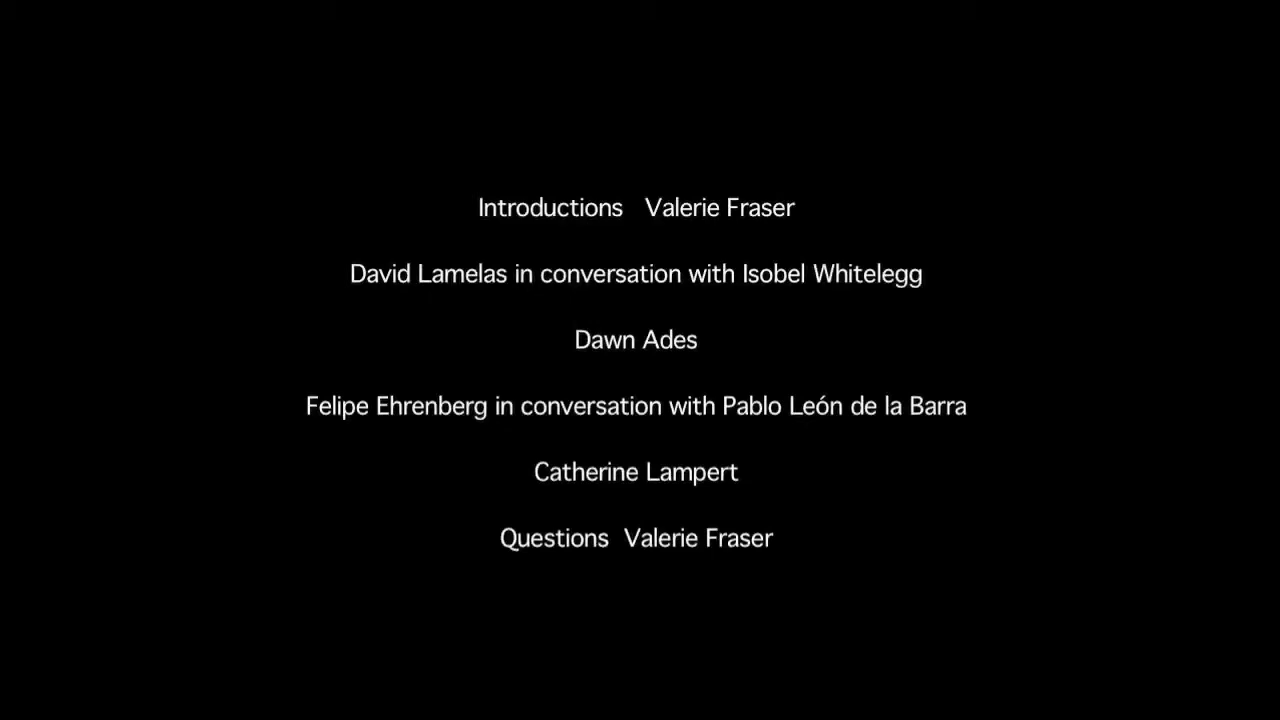 Introductions Valerie Fraser
David Lamelas in conversation with Isobel Whitelegg
Dawn Ades
Felipe Ehrenberg in conversation with Pablo León de la Barra
Catherine Lampert
Questions Valerie Fraser